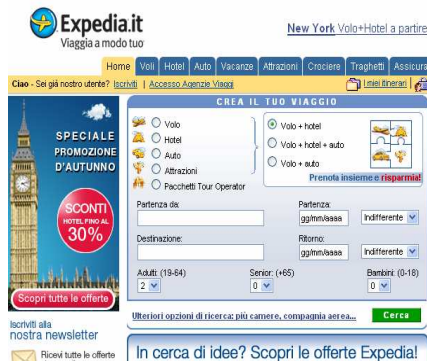 Expedia.it
Viaggia a modo tuo
New York Volo+Hotel a partire
Home Voli Hotel Auto Vacanze Attrazioni Crociere Traghetti Assicura
Ciao - Sei già nostro utente? Iscriviti | Accesso Agenzie Viaggi
I miei itinerari
SPECIALE
PROMOZIONE
D'AUTUNNO
SCONTI
HOTEL FINO AL
30%
Scopri tutte le offerte
Iscriviti alla
nostra newsletter
Ricevi tutte le offerte
CREA IL TUO VIAGGIO
Volo
Hotel
Auto
Attrazioni
Pacchetti Tour Operator
Volo + hotel
Volo + hotel + auto
Volo + auto
Prenota insieme e risparmia!
Partenza da: Partenza:
gg/mm/aaaa Indifferente
Destinazione: Ritorno:
gg/mm/aaaa Indifferente
Adulti: (19-64) Senior: (+65) Bambini: (0-18)
2 0 0
Ulteriori opzioni di ricerca: più camere, compagnia aerea... Cerca
In cerca di idee? Scopri le offerte Expedia!